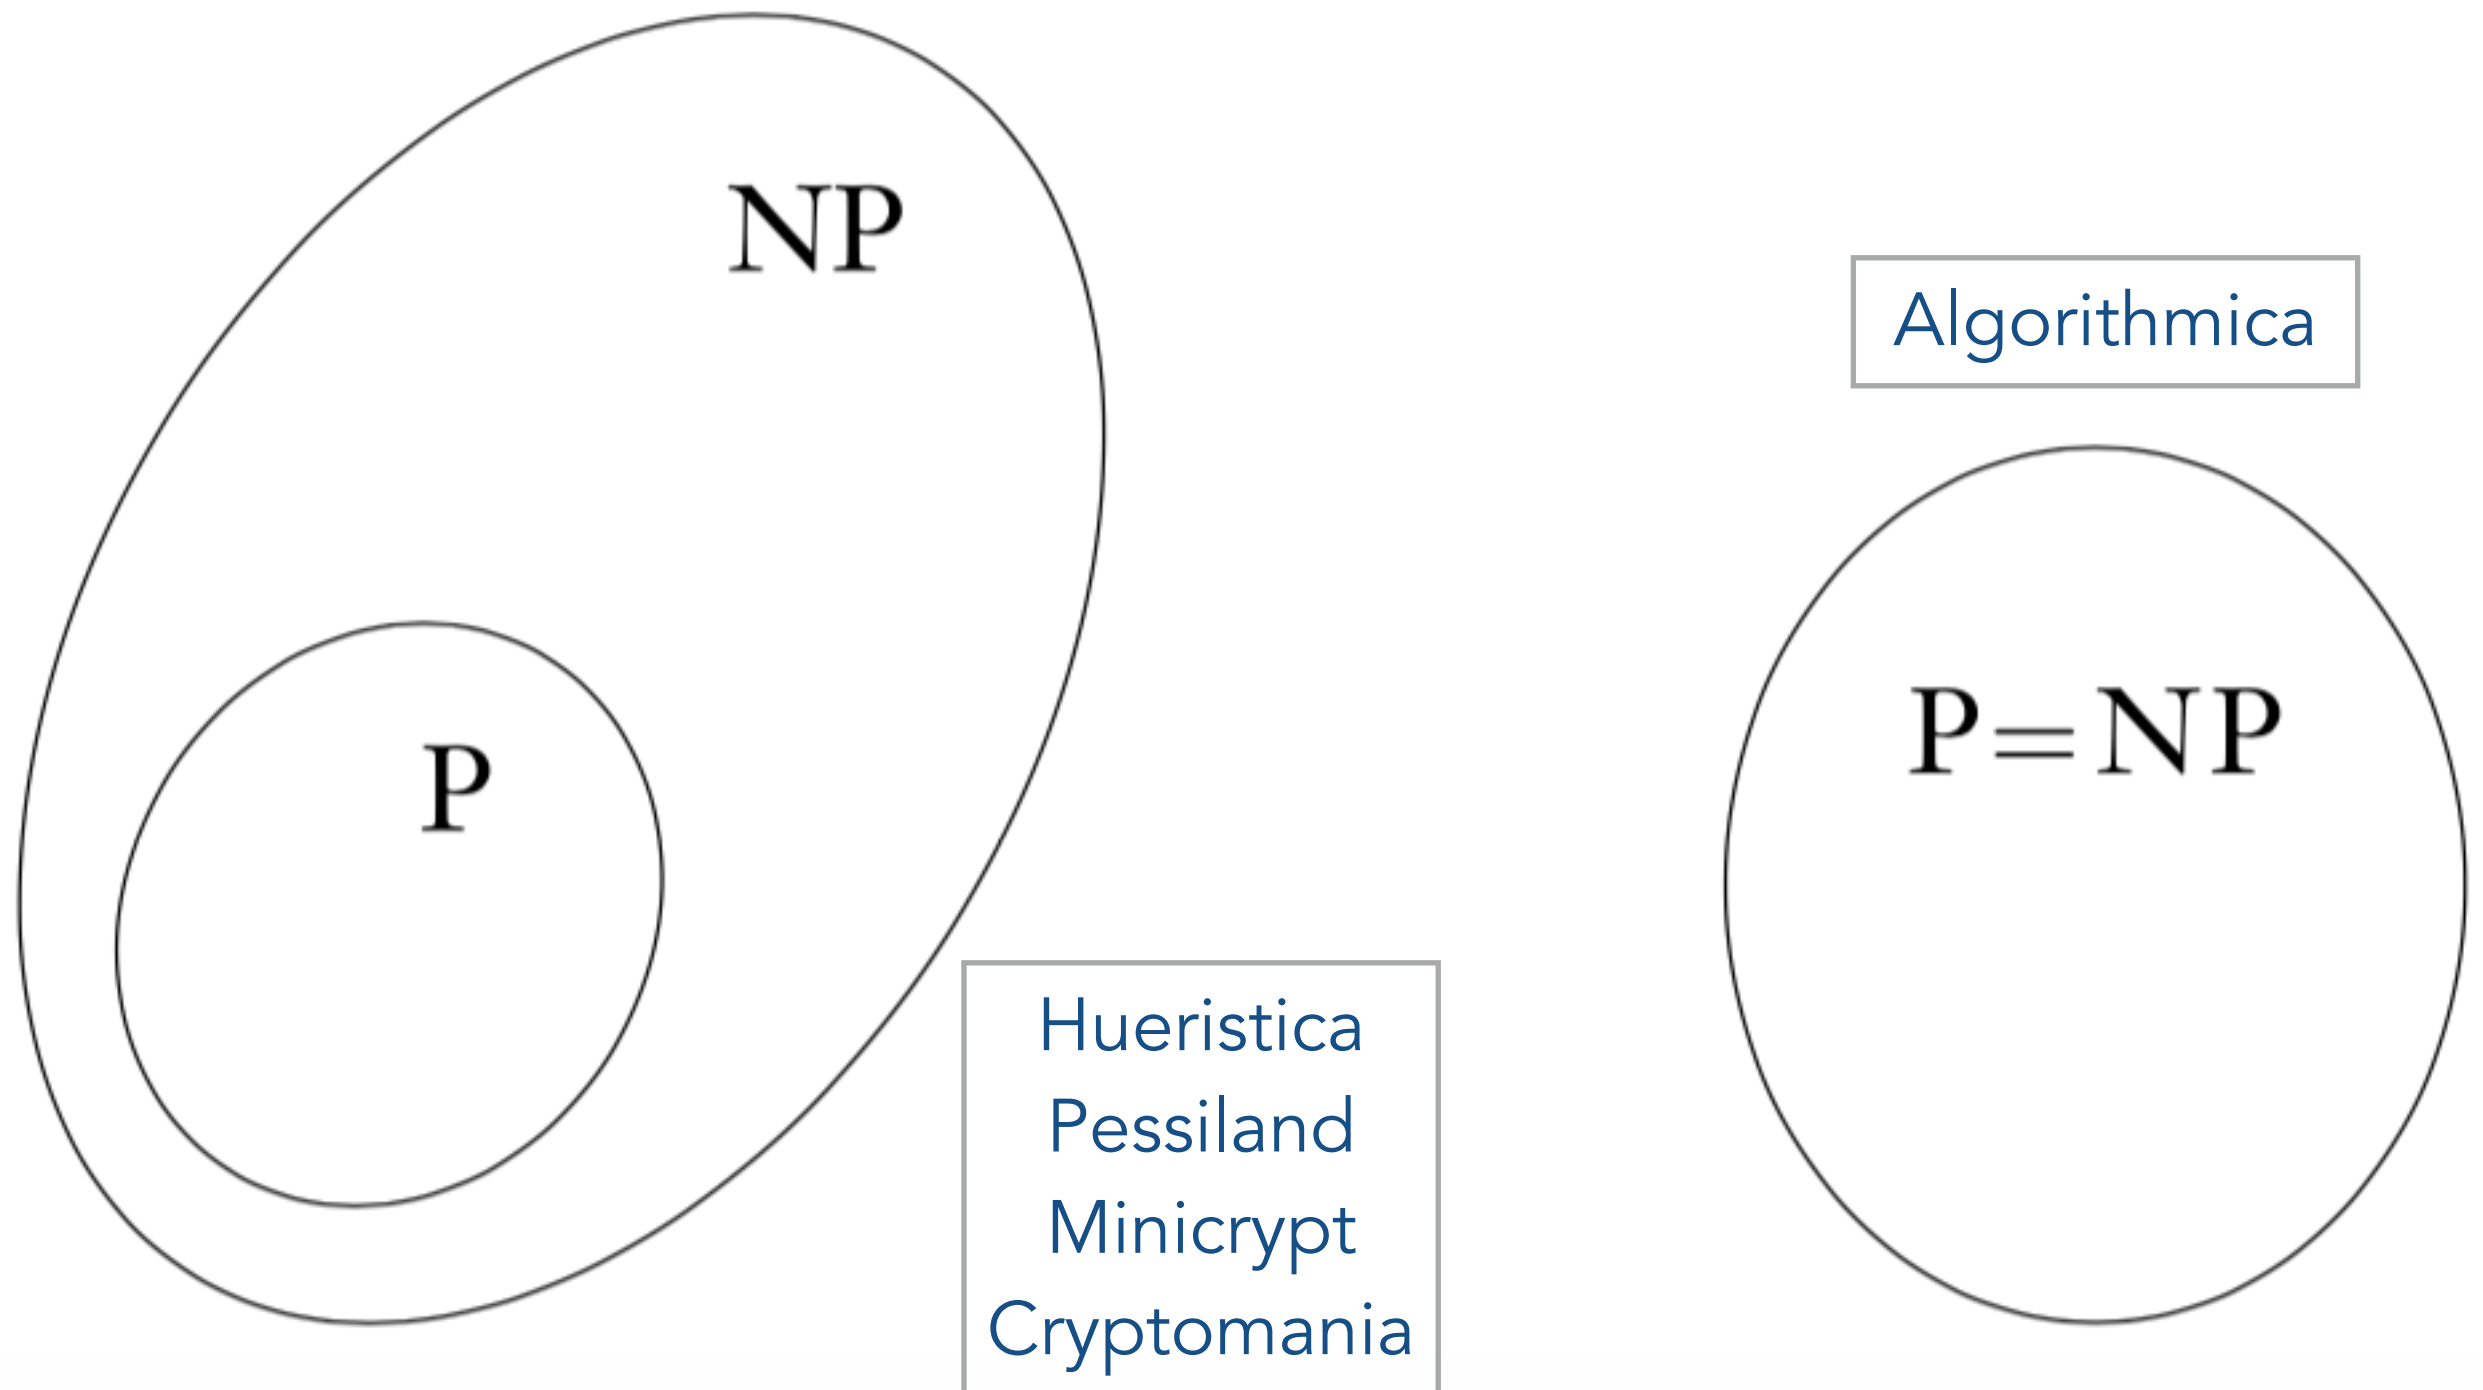 NP
P
Hueristica
Pessiland
Minicrypt
Cryptomania
Algorithmica
P=NP